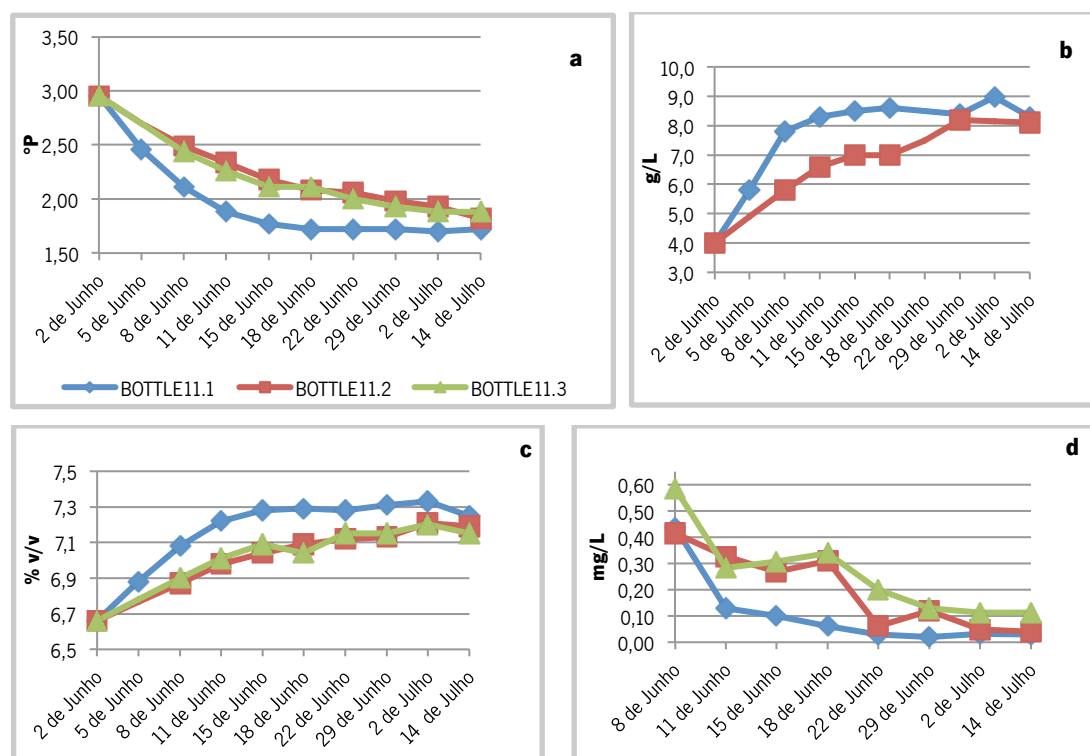 a
3,50
3,00
2,50
2,00
1,50
°P
2 de Junho
5 de Junho
8 de Junho
11 de Junho
15 de Junho
18 de Junho
22 de Junho
29 de Junho
2 de Julho
14 de Julho
BOTTLE11.1 BOTTLE11.2 BOTTLE11.3
b
10,0
9,0
8,0
7,0
6,0
5,0
4,0
3,0
g/L
2 de Junho
5 de Junho
8 de Junho
11 de Junho
15 de Junho
18 de Junho
22 de Junho
29 de Junho
2 de Julho
14 de Julho
c
7,5
7,3
7,1
6,9
6,7
6,5
% v/v
2 de Junho
5 de Junho
8 de Junho
11 de Junho
15 de Junho
18 de Junho
22 de Junho
29 de Junho
2 de Julho
14 de Julho
d
0,60
0,50
0,40
0,30
0,20
0,10
0,00
mg/L
8 de Junho
11 de Junho
15 de Junho
18 de Junho
22 de Junho
29 de Junho
2 de Julho
14 de Julho